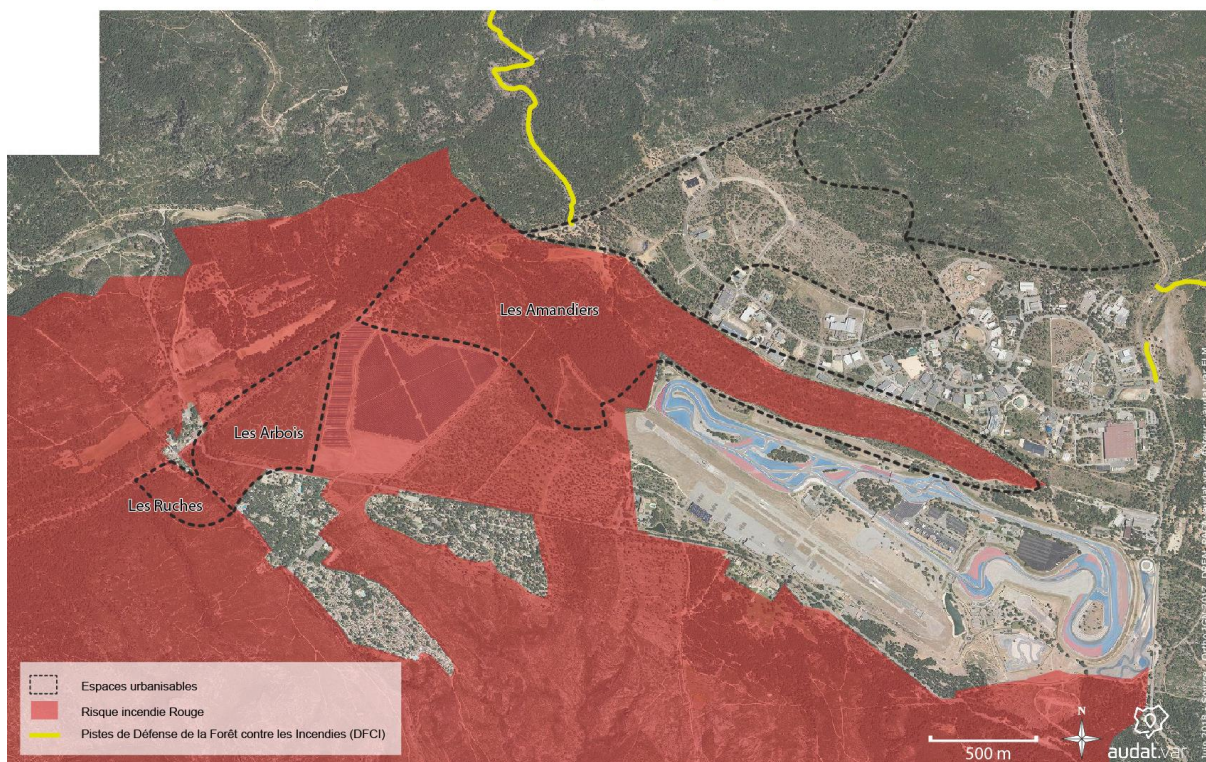 Les Amandiers
Les Arbois
Les Ruches
Espaces urbanisables
Risque incendie Rouge
Pistes de Défense de la Forêt contre les Incendies (DFCI)
N
500 m
audat.var